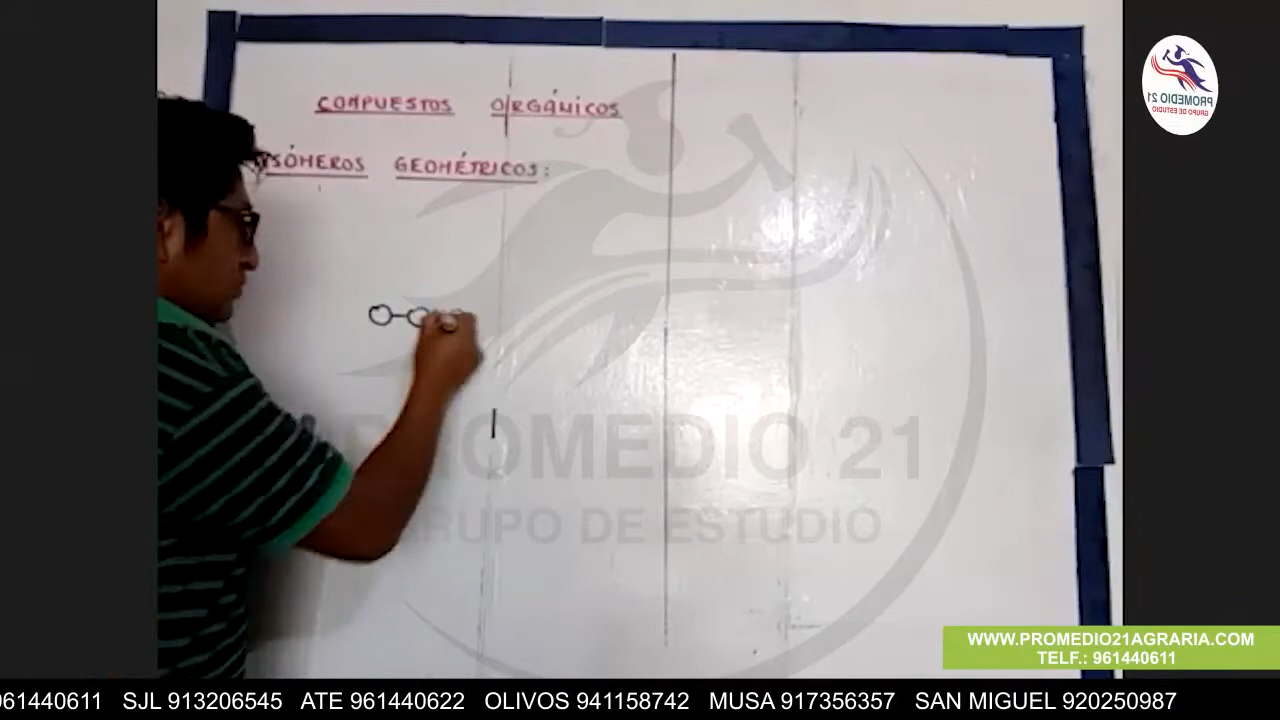 COMPUESTOS ORGÁNICOS
ISÓMEROS GEOMÉTRICOS:
PROMEDIO 21
GRUPO DE ESTUDIO
PROMEDIO 21
GRUPO DE ESTUDIO
WWW.PROMEDIO21AGRARIA.COM
TELF.: 961440611
961440611 SJL 913206545 ATE 961440622 OLIVOS 941158742 MUSA 917356357 SAN MIGUEL 920250987